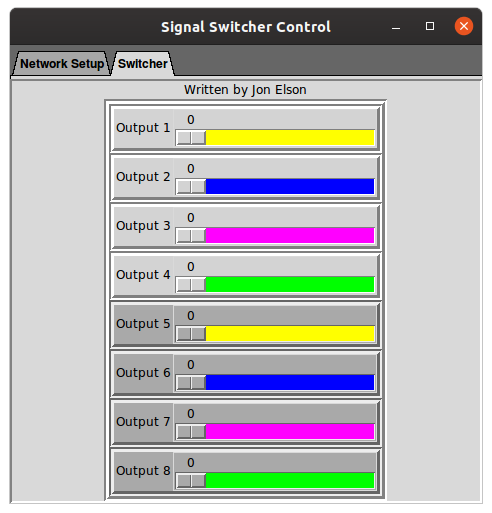 Signal Switcher Control
Network Setup Switcher
Written by Jon Elson
0
Output 1
0
Output 2
0
Output 3
0
Output 4
0
Output 5
0
Output 6
0
Output 7
0
Output 8